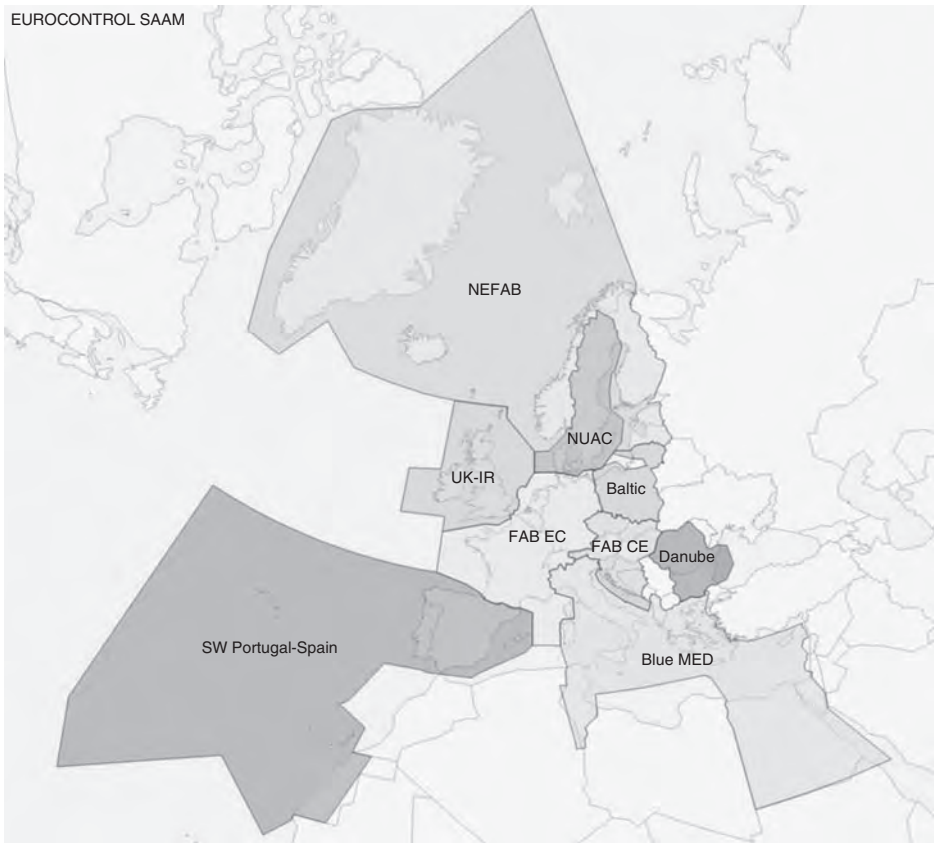 EUROCONTROL SAAM
NEFAB
NUAC
UK-IR
Baltic
FAB EC
FAB CE
Danube
SW Portugal-Spain
Blue MED